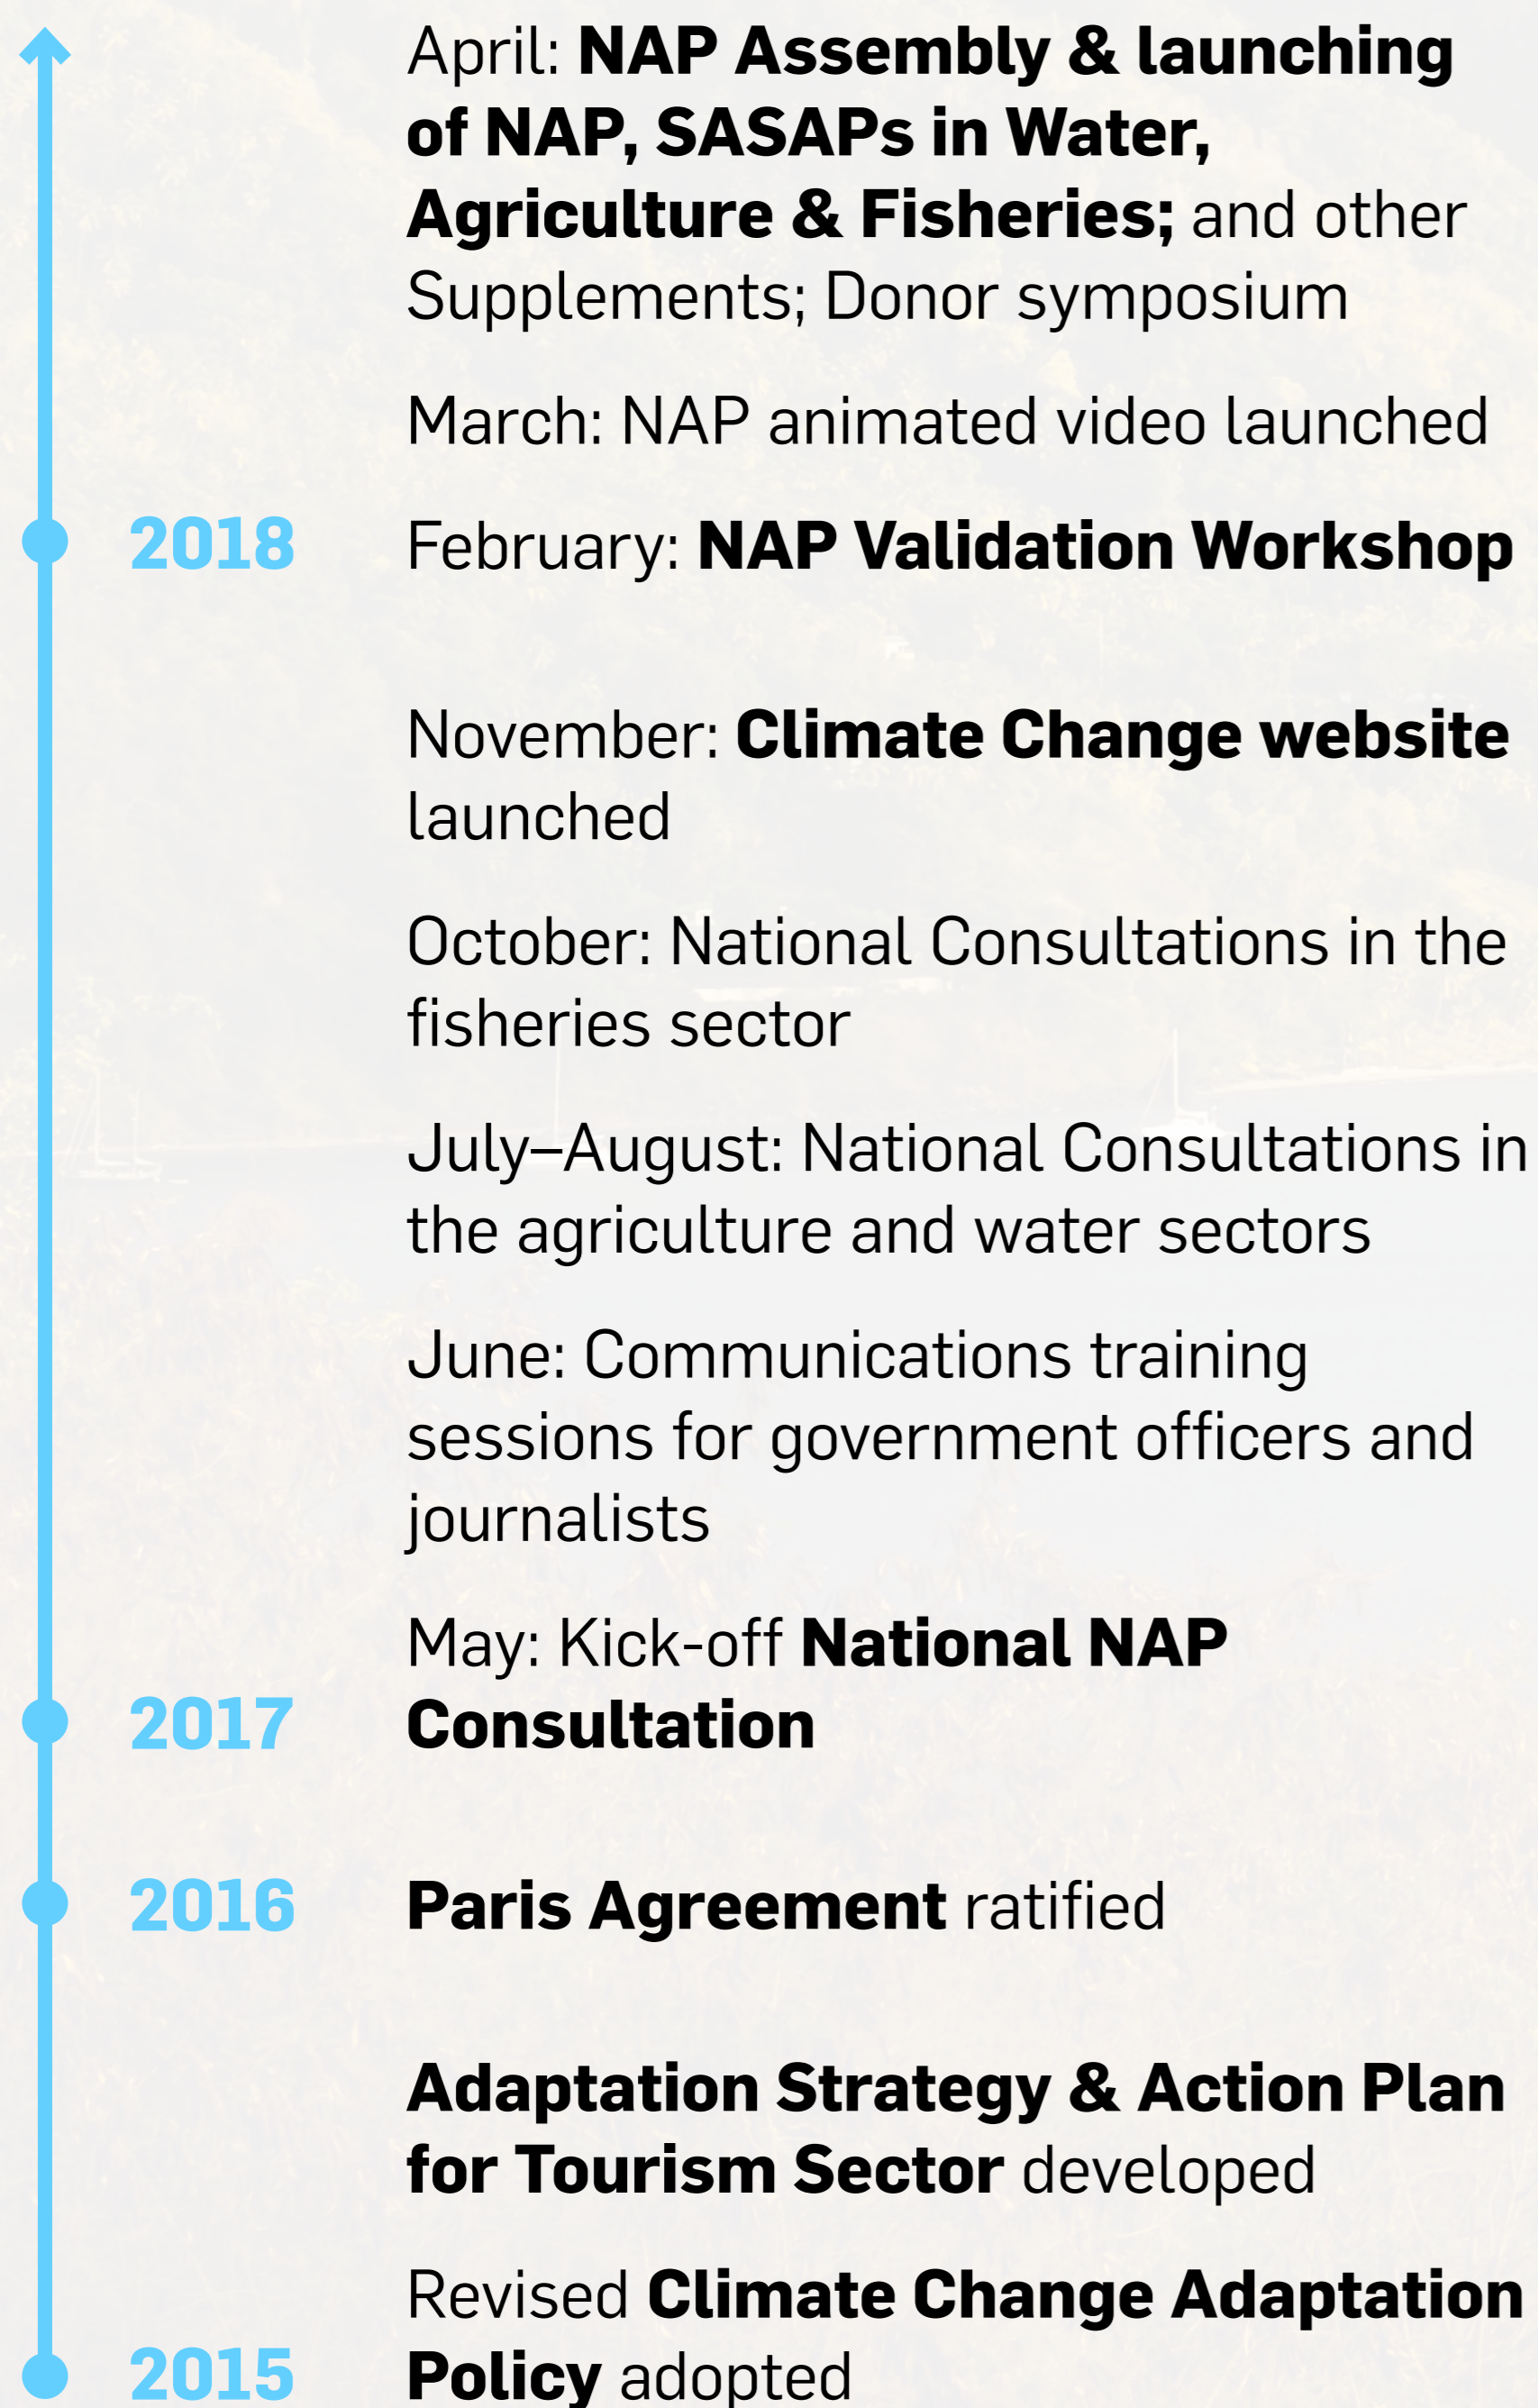 April: NAP Assembly & launching
of NAP, SASAPs in Water,
Agriculture & Fisheries; and other
Supplements; Donor symposium
March: NAP animated video launched
2018 February: NAP Validation Workshop
November: Climate Change website
launched
October: National Consultations in the
fisheries sector
July–August: National Consultations in
the agriculture and water sectors
June: Communications training
sessions for government officers and
journalists
May: Kick-off National NAP
2017 Consultation
2016 Paris Agreement ratified
Adaptation Strategy & Action Plan
for Tourism Sector developed
Revised Climate Change Adaptation
2015 Policy adopted